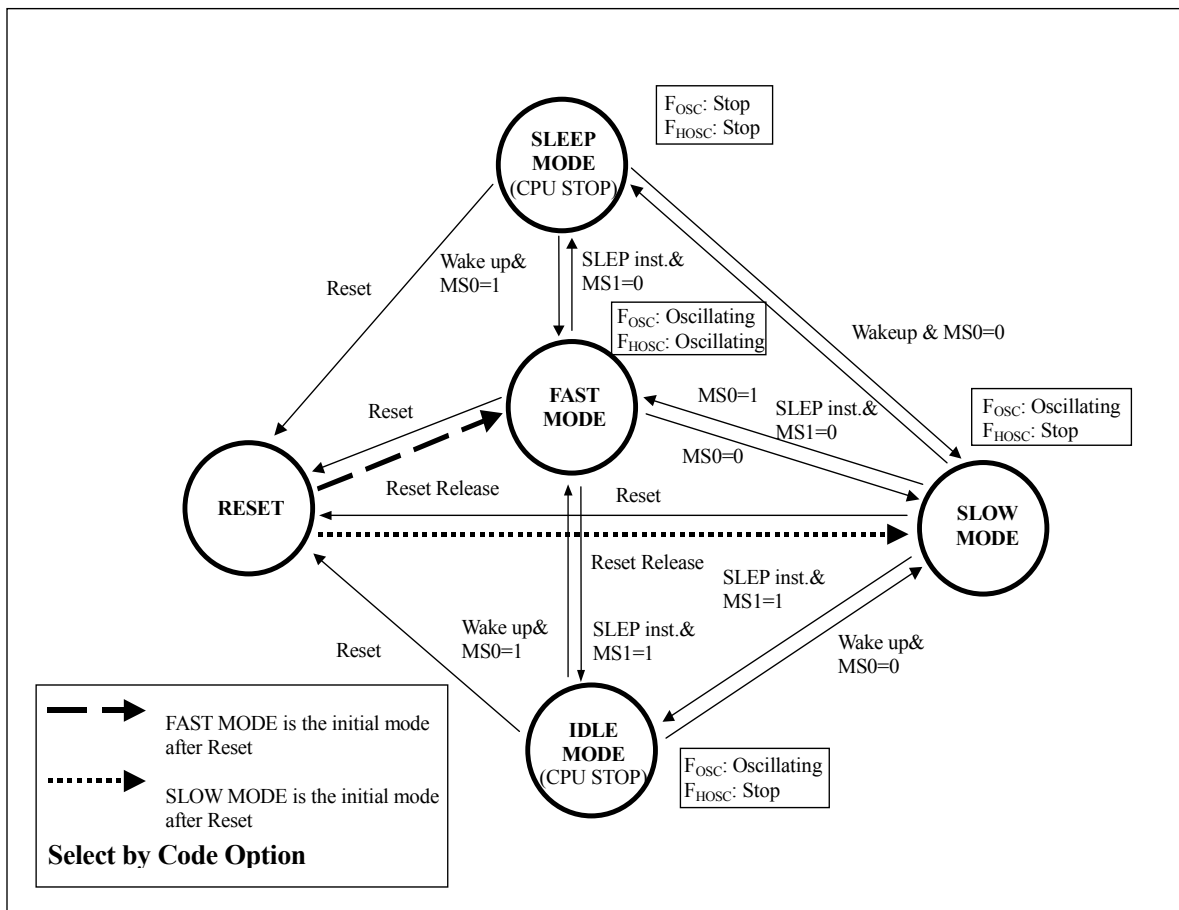 F_OSC: Stop
F_HOSC: Stop
SLEEP
MODE
(CPU STOP)
Wake up&
MS0=1
SLEP inst.&
MS1=0
Reset
F_OSC: Oscillating
F_HOSC: Oscillating
Wakeup & MS0=0
FAST
MODE
Reset
MS0=1
SLEP inst.&
MS1=0
MS0=0
F_OSC: Oscillating
F_HOSC: Stop
RESET
Reset Release
Reset
SLOW
MODE
Reset Release
SLEP inst.&
MS1=1
Reset
Wake up&
MS0=1
SLEP inst.&
MS1=1
Wake up&
MS0=0
IDLE
MODE
(CPU STOP)
F_OSC: Oscillating
F_HOSC: Stop
FAST MODE is the initial mode
after Reset
SLOW MODE is the initial mode
after Reset
Select by Code Option